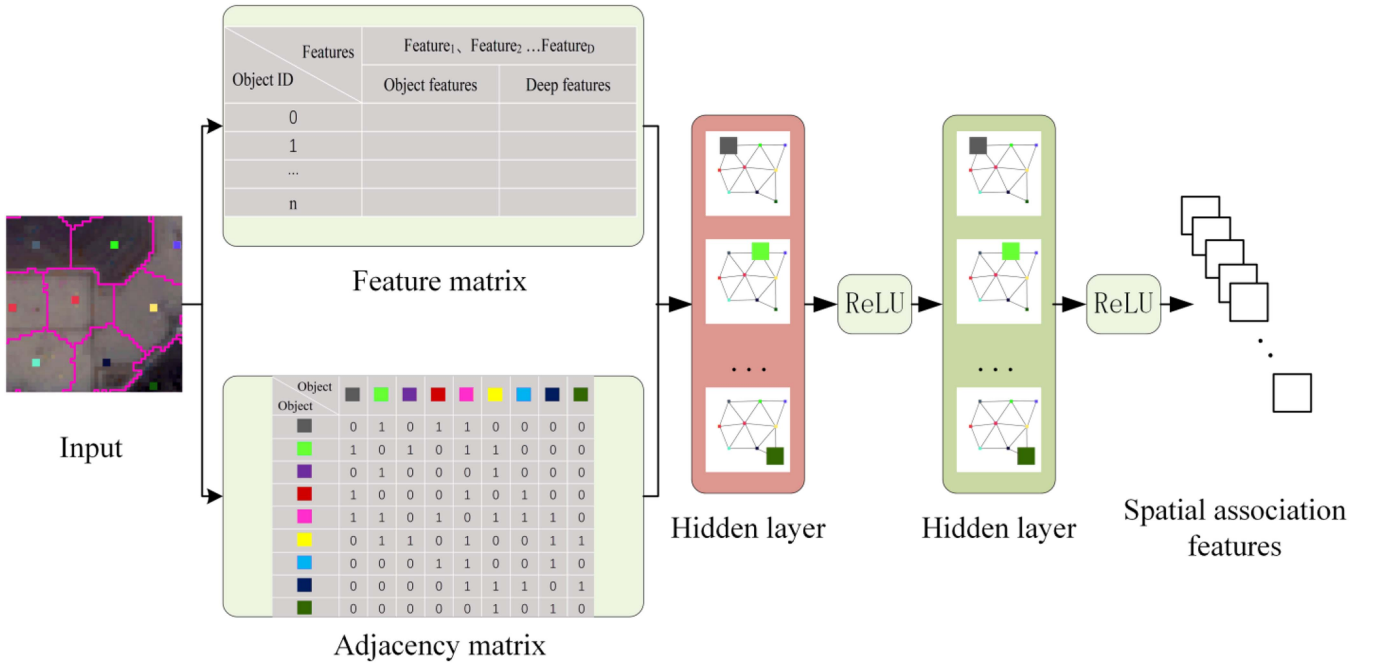 Features
Feature1、Feature2 …FeatureD
Object ID
Object features Deep features
0
1
...
n
Feature matrix
Input
Object
Object
0 1 0 1 1 0 0 0 0
1 0 1 0 1 1 0 0 0
0 1 0 0 0 1 0 0 0
1 0 0 0 1 0 1 0 0
1 1 0 1 0 1 1 1 0
0 1 1 0 1 0 0 1 1
0 0 0 1 1 0 0 1 0
0 0 0 0 1 1 1 0 1
0 0 0 0 0 1 0 1 0
Adjacency matrix
...
Hidden layer
ReLU
...
Hidden layer
ReLU
Spatial association
features